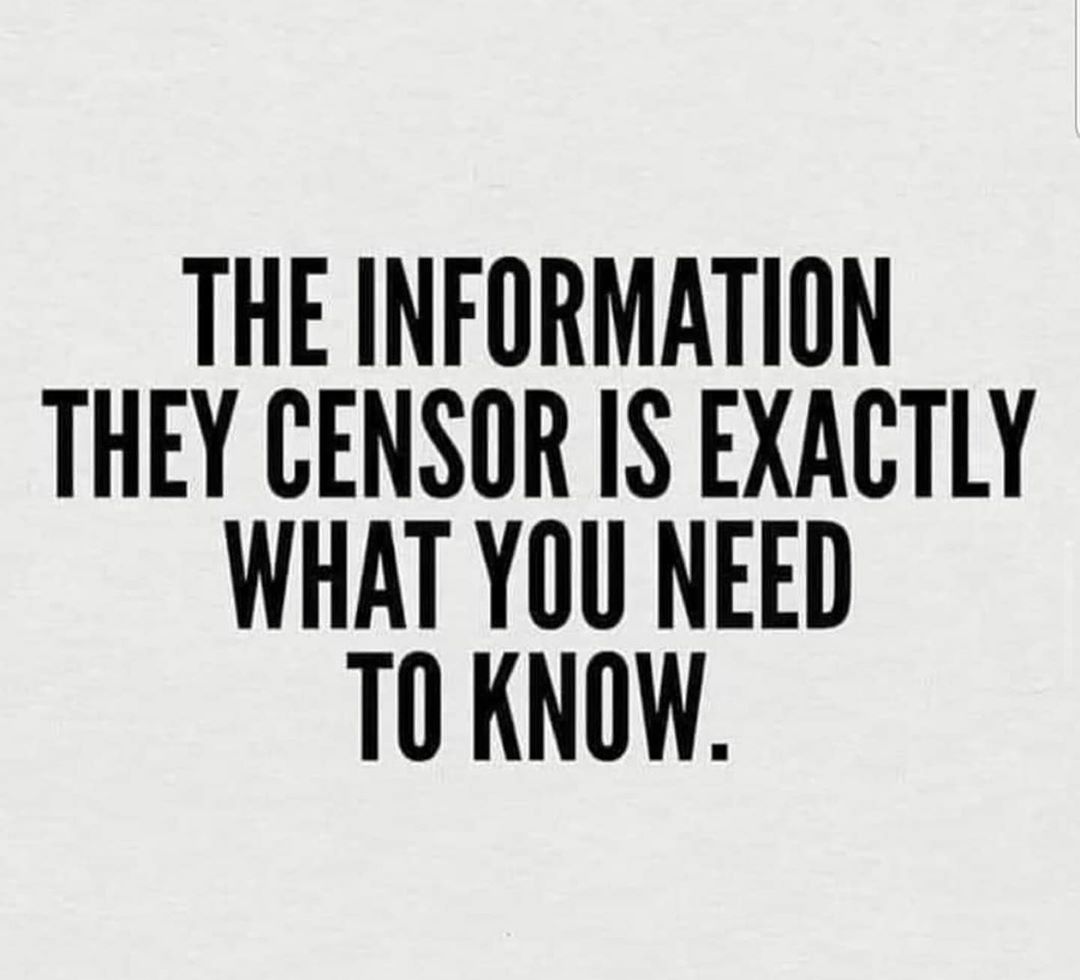 THE INFORMATION
THEY CENSOR IS EXACTLY
WHAT YOU NEED
TO KNOW.